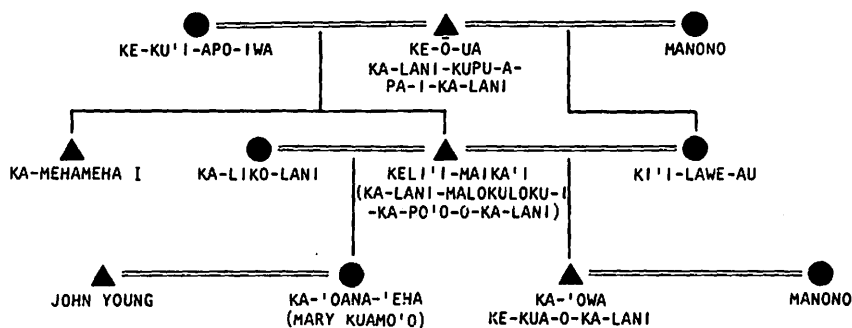 KE-KU'I-APO-IWA
KE-Ō-UA
KA-LANI-KUPU-A-
PA-I-KA-LANI
MANONO
KA-MEHAMEHA I
KA-LIKO-LANI
KELI'I-MAIKA'I
(KA-LANI-MALOKULOKU-I
-KA-PO'O-O-KA-LANI)
KI'I-LAWE-AU
JOHN YOUNG
KA-'OANA-'EHA
(MARY KUAMO'O)
KA-'OWA
KE-KUA-O-KA-LANI
MANONO